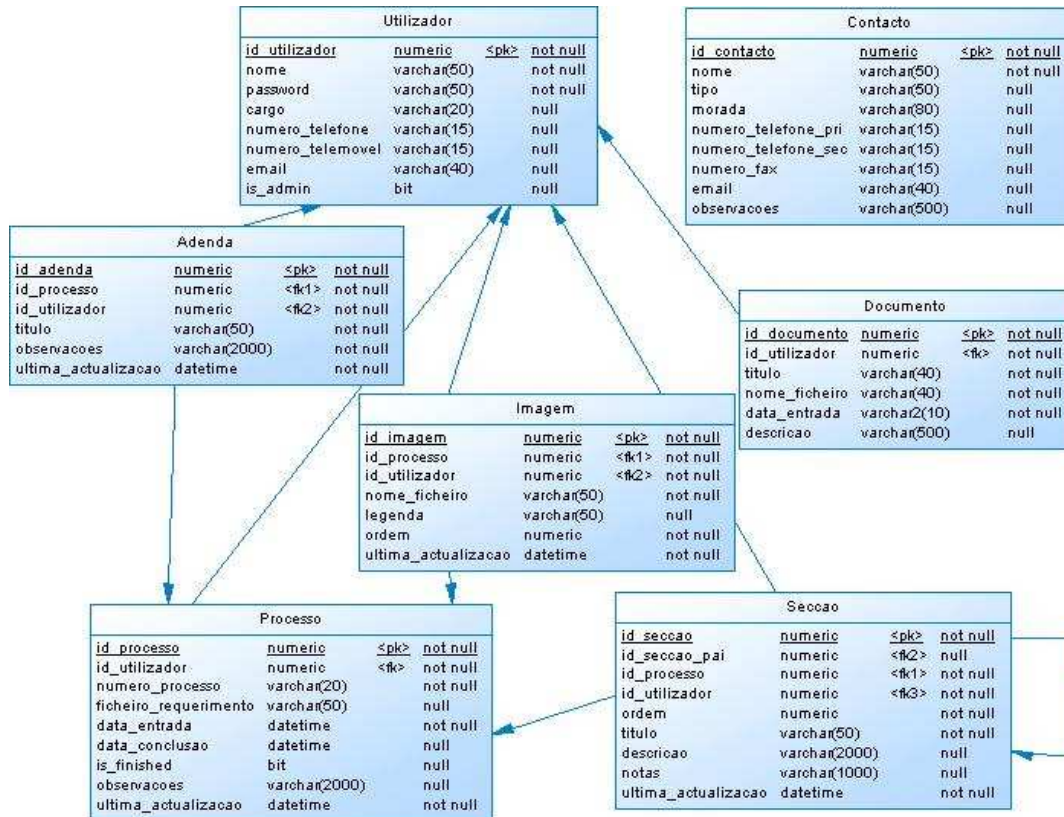 Utilizador
id_utilizador numeric <pk> not null
nome varchar(50) not null
password varchar(50) not null
cargo varchar(20) null
numero_telefone varchar(15) null
numero_telemovel varchar(15) null
email varchar(40) null
is_admin bit null
Contacto
id_contacto numeric <pk> not null
nome varchar(50) not null
tipo varchar(50) null
morada varchar(80) null
numero_telefone_pri varchar(15) null
numero_telefone_sec varchar(15) null
numero_fax varchar(15) null
email varchar(40) null
observacoes varchar(500) null
Adenda
id_adenda numeric <pk> not null
id_processo numeric <fk1> not null
id_utilizador numeric <fk2> not null
titulo varchar(50) not null
observacoes varchar(2000) not null
ultima_actualizacao datetime not null
Documento
id_documento numeric <pk> not null
id_utilizador numeric <fk> not null
titulo varchar(40) not null
nome_ficheiro varchar(40) not null
data_entrada varchar2(10) not null
descricao varchar(500) null
Imagem
id_imagem numeric <pk> not null
id_processo numeric <fk1> not null
id_utilizador numeric <fk2> not null
nome_ficheiro varchar(50) not null
legenda varchar(50) null
ordem numeric not null
ultima_actualizacao datetime not null
Processo
id_processo numeric <pk> not null
id_utilizador numeric <fk> not null
numero_processo varchar(20) not null
ficheiro_requerimento varchar(50) null
data_entrada datetime not null
data_conclusao datetime null
is_finished bit null
observacoes varchar(2000) null
ultima_actualizacao datetime not null
Seccao
id_seccao numeric <pk> not null
id_seccao_pai numeric <fk2> null
id_processo numeric <fk1> not null
id_utilizador numeric <fk3> not null
ordem numeric not null
titulo varchar(50) not null
descricao varchar(2000) null
notas varchar(1000) null
ultima_actualizacao datetime not null